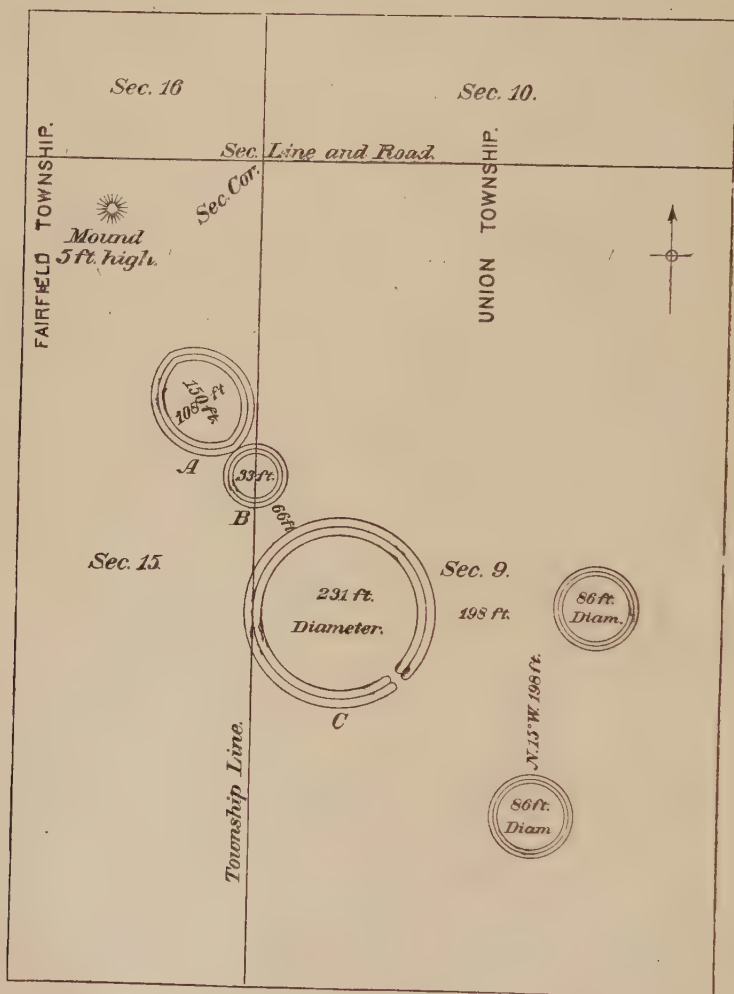 Sec. 16
Sec. 10.
FAIRFIELD TOWNSHIP.
UNION TOWNSHIP.
Sec. Line and Road.
Sec. Cor.
Mound
5 ft. high.
150 ft.
108 ft
A
33 ft.
B
66 ft
Sec. 15.
Sec. 9.
231 ft.
Diameter.
198 ft.
86 ft.
Diam.
C
N. 15° W. 198 ft.
86 ft.
Diam
Township Line.